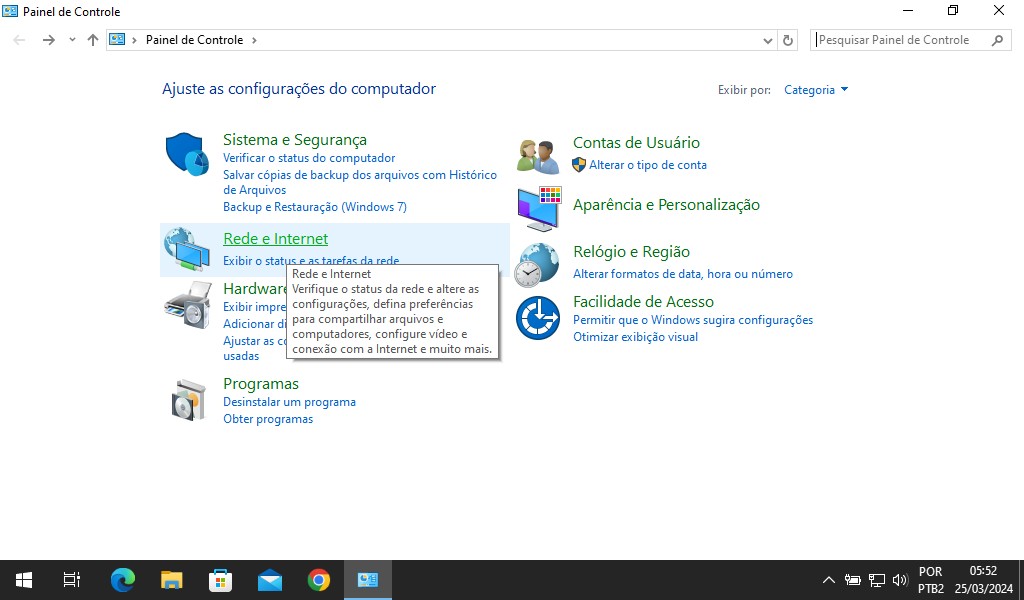 Painel de Controle
Painel de Controle
Pesquisar Painel de Controle
Ajuste as configurações do computador
Exibir por:
Categoria
Sistema e Segurança
Verificar o status do computador
Salvar cópias de backup dos arquivos com Histórico
de Arquivos
Backup e Restauração (Windows 7)
Rede e Internet
Exibir o status e as tarefas da rede
Rede e Internet
Verifique o status da rede e altere as
configurações, defina preferências
para compartilhar arquivos e
computadores, configure vídeo e
conexão com a Internet e muito mais.
Hardware
Exibir impre
Adicionar di
Ajustar as co
usadas
Programas
Desinstalar um programa
Obter programas
Contas de Usuário
Alterar o tipo de conta
Aparência e Personalização
Relógio e Região
Alterar formatos de data, hora ou número
Facilidade de Acesso
Permitir que o Windows sugira configurações
Otimizar exibição visual
POR
PTB2
05:52
25/03/2024